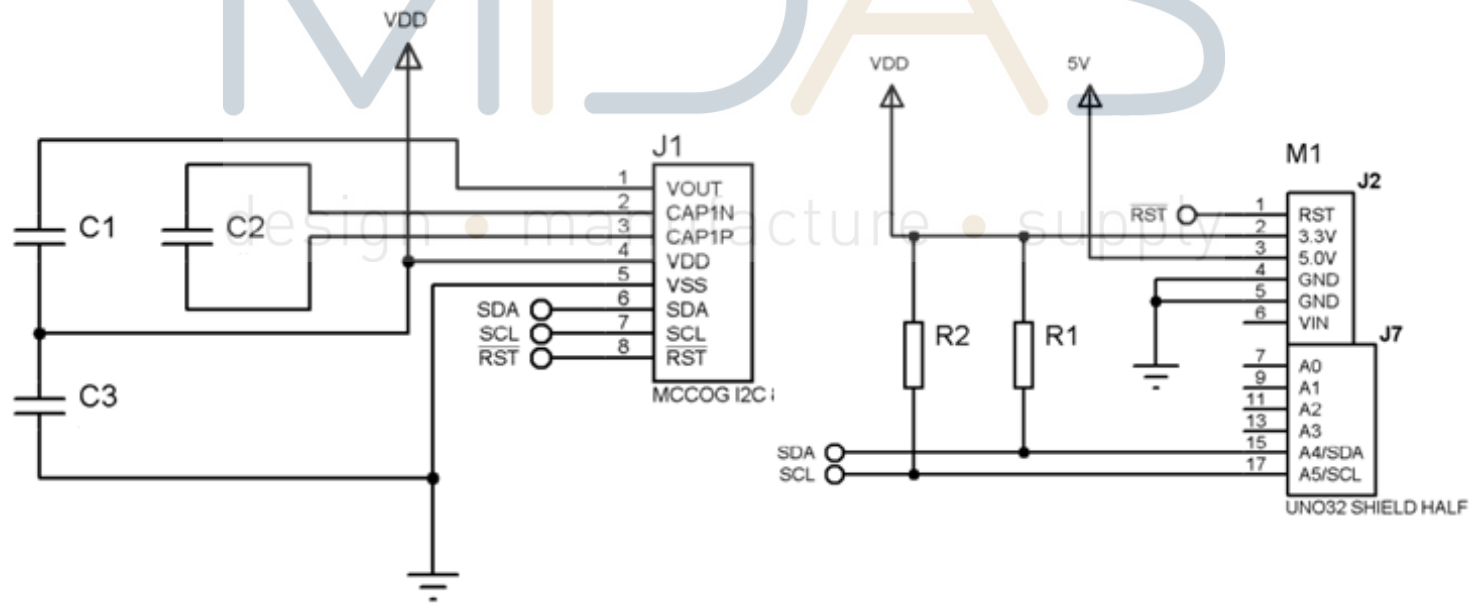 MIDAS
design • manufacture • supply
VDD
J1
1 VOUT
2 CAP1N
3 CAP1P
4 VDD
5 VSS
SDA 6 SDA
SCL 7 SCL
RST 8 RST
MCCOG I2C
C1
C2
C3
VDD
5V
M1
J2
RST 1 RST
2 3.3V
3 5.0V
4 GND
5 GND
6 VIN
J7
7 A0
9 A1
11 A2
13 A3
SDA 15 A4/SDA
SCL 17 A5/SCL
UNO32 SHIELD HALF
R2
R1